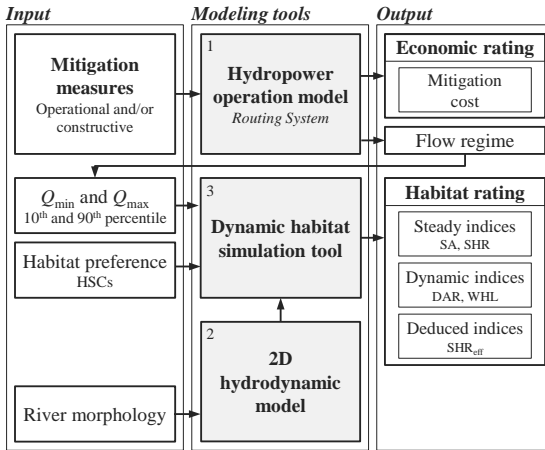 Input
Modeling tools
Output
Mitigation
measures
Operational and/or
constructive
1
Hydropower
operation model
Routing System
Economic rating
Mitigation
cost
Flow regime
Qmin and Qmax
10th and 90th percentile
Habitat preference
HSCs
3
Dynamic habitat
simulation tool
Habitat rating
Steady indices
SA, SHR
Dynamic indices
DAR, WHL
Deduced indices
SHReff
2
2D
hydrodynamic
model
River morphology